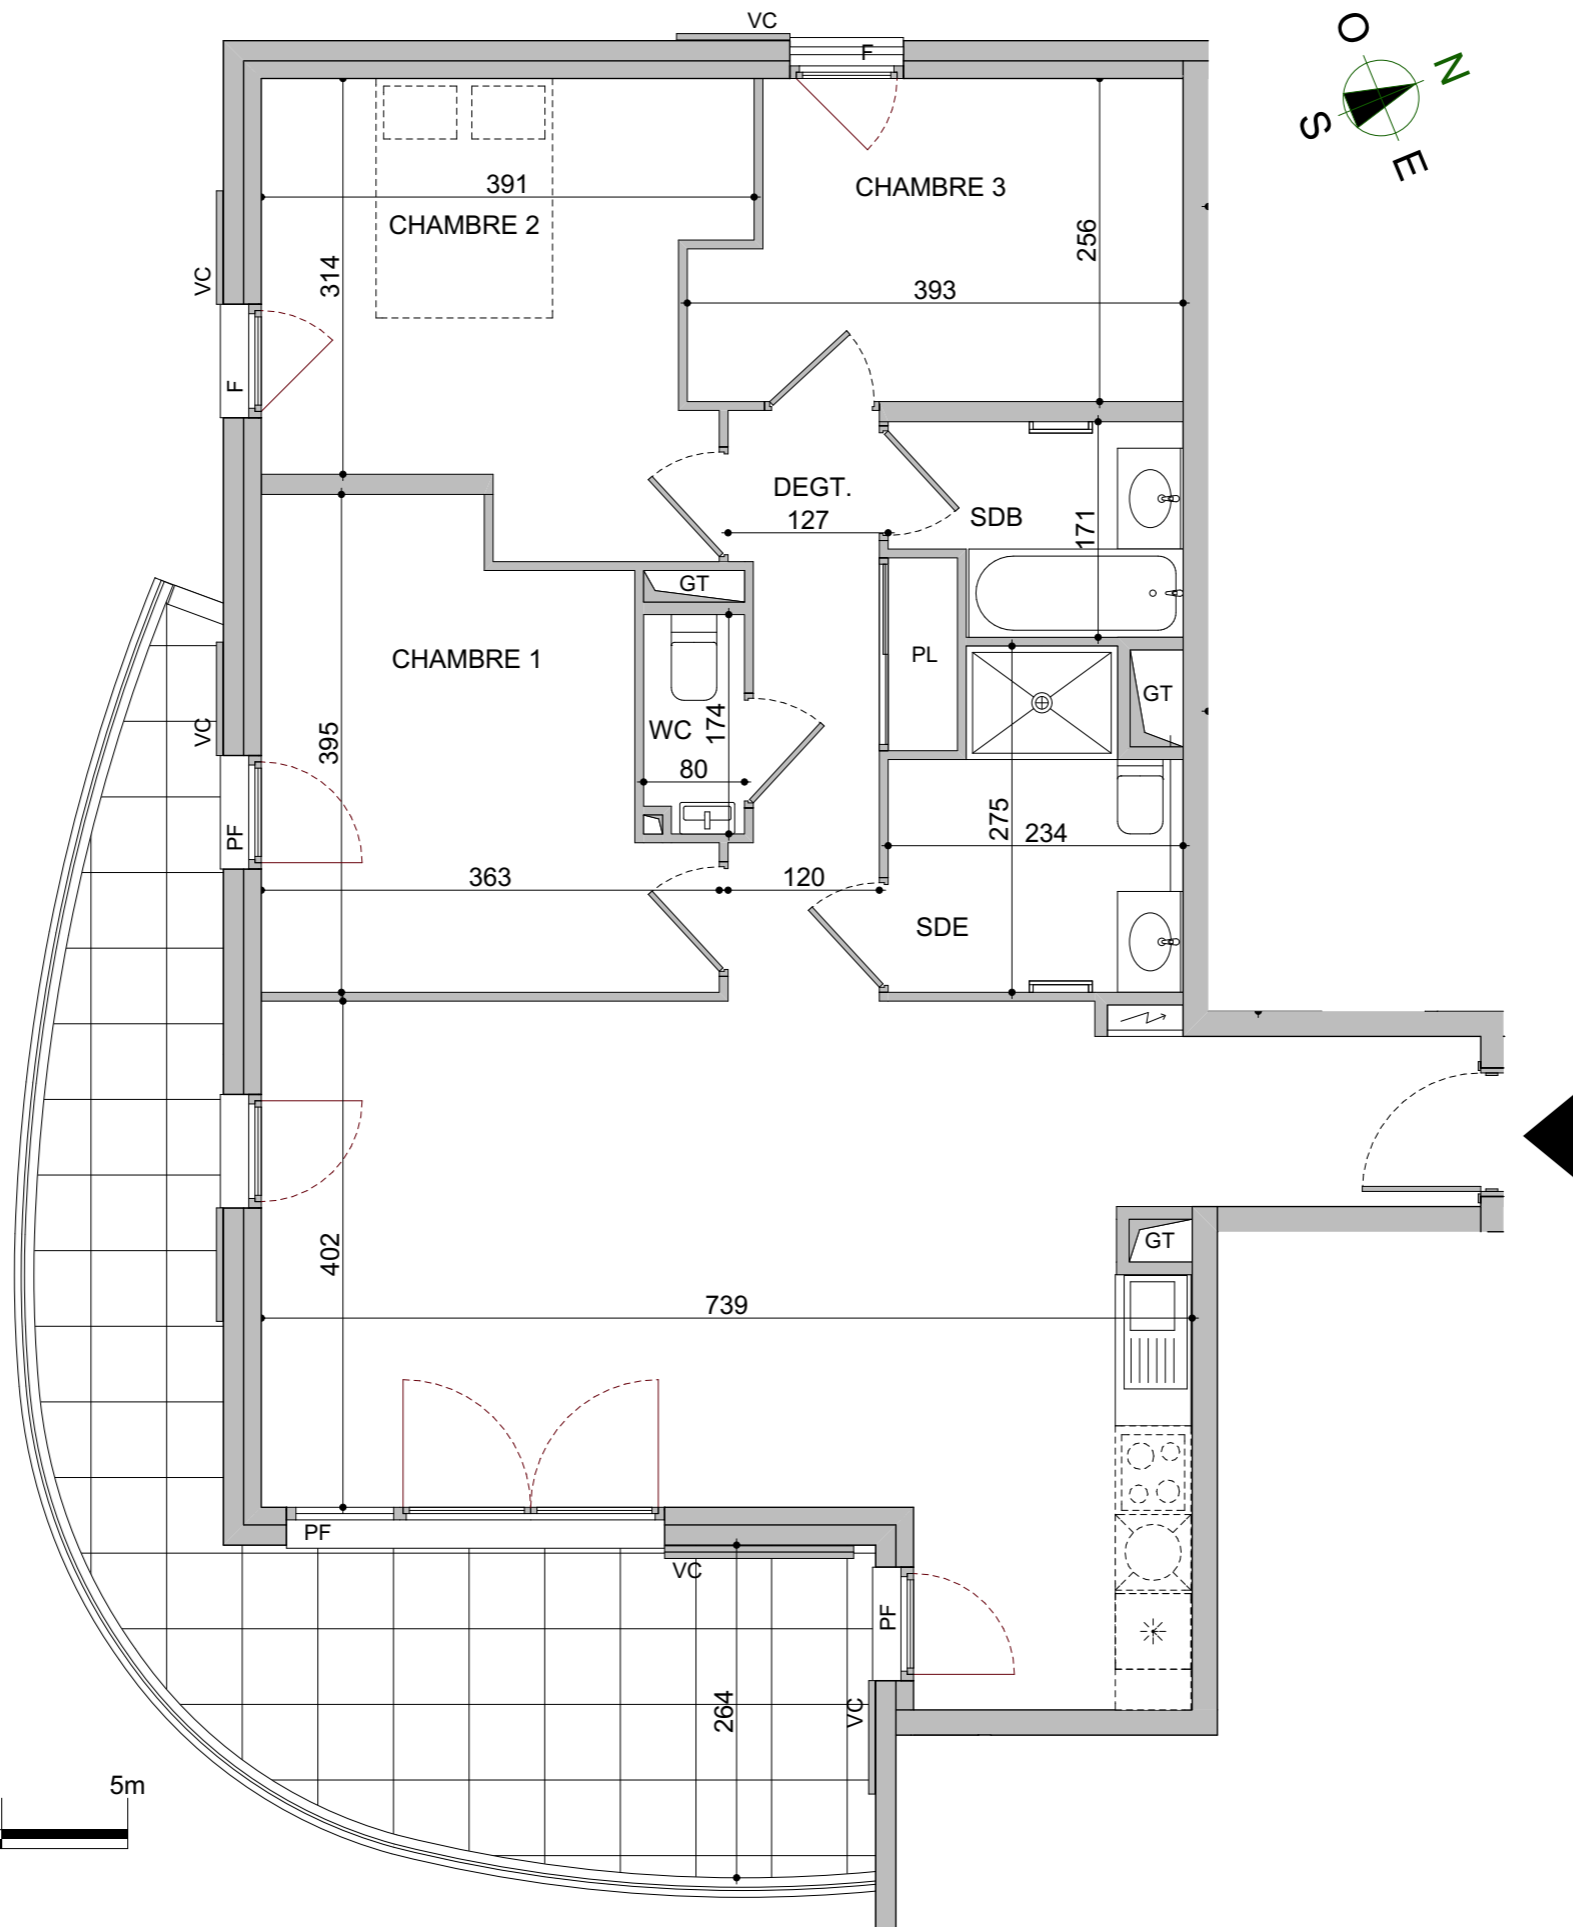 VC
F
O
N
S
E
391
CHAMBRE 2
CHAMBRE 3
256
314
393
VC
F
DEGT.
127
SDB
171
GT
CHAMBRE 1
PL
GT
WC
174
80
VC
395
PF
275
234
363
120
SDE
402
GT
739
PF
VC
PF
264
VC
5m